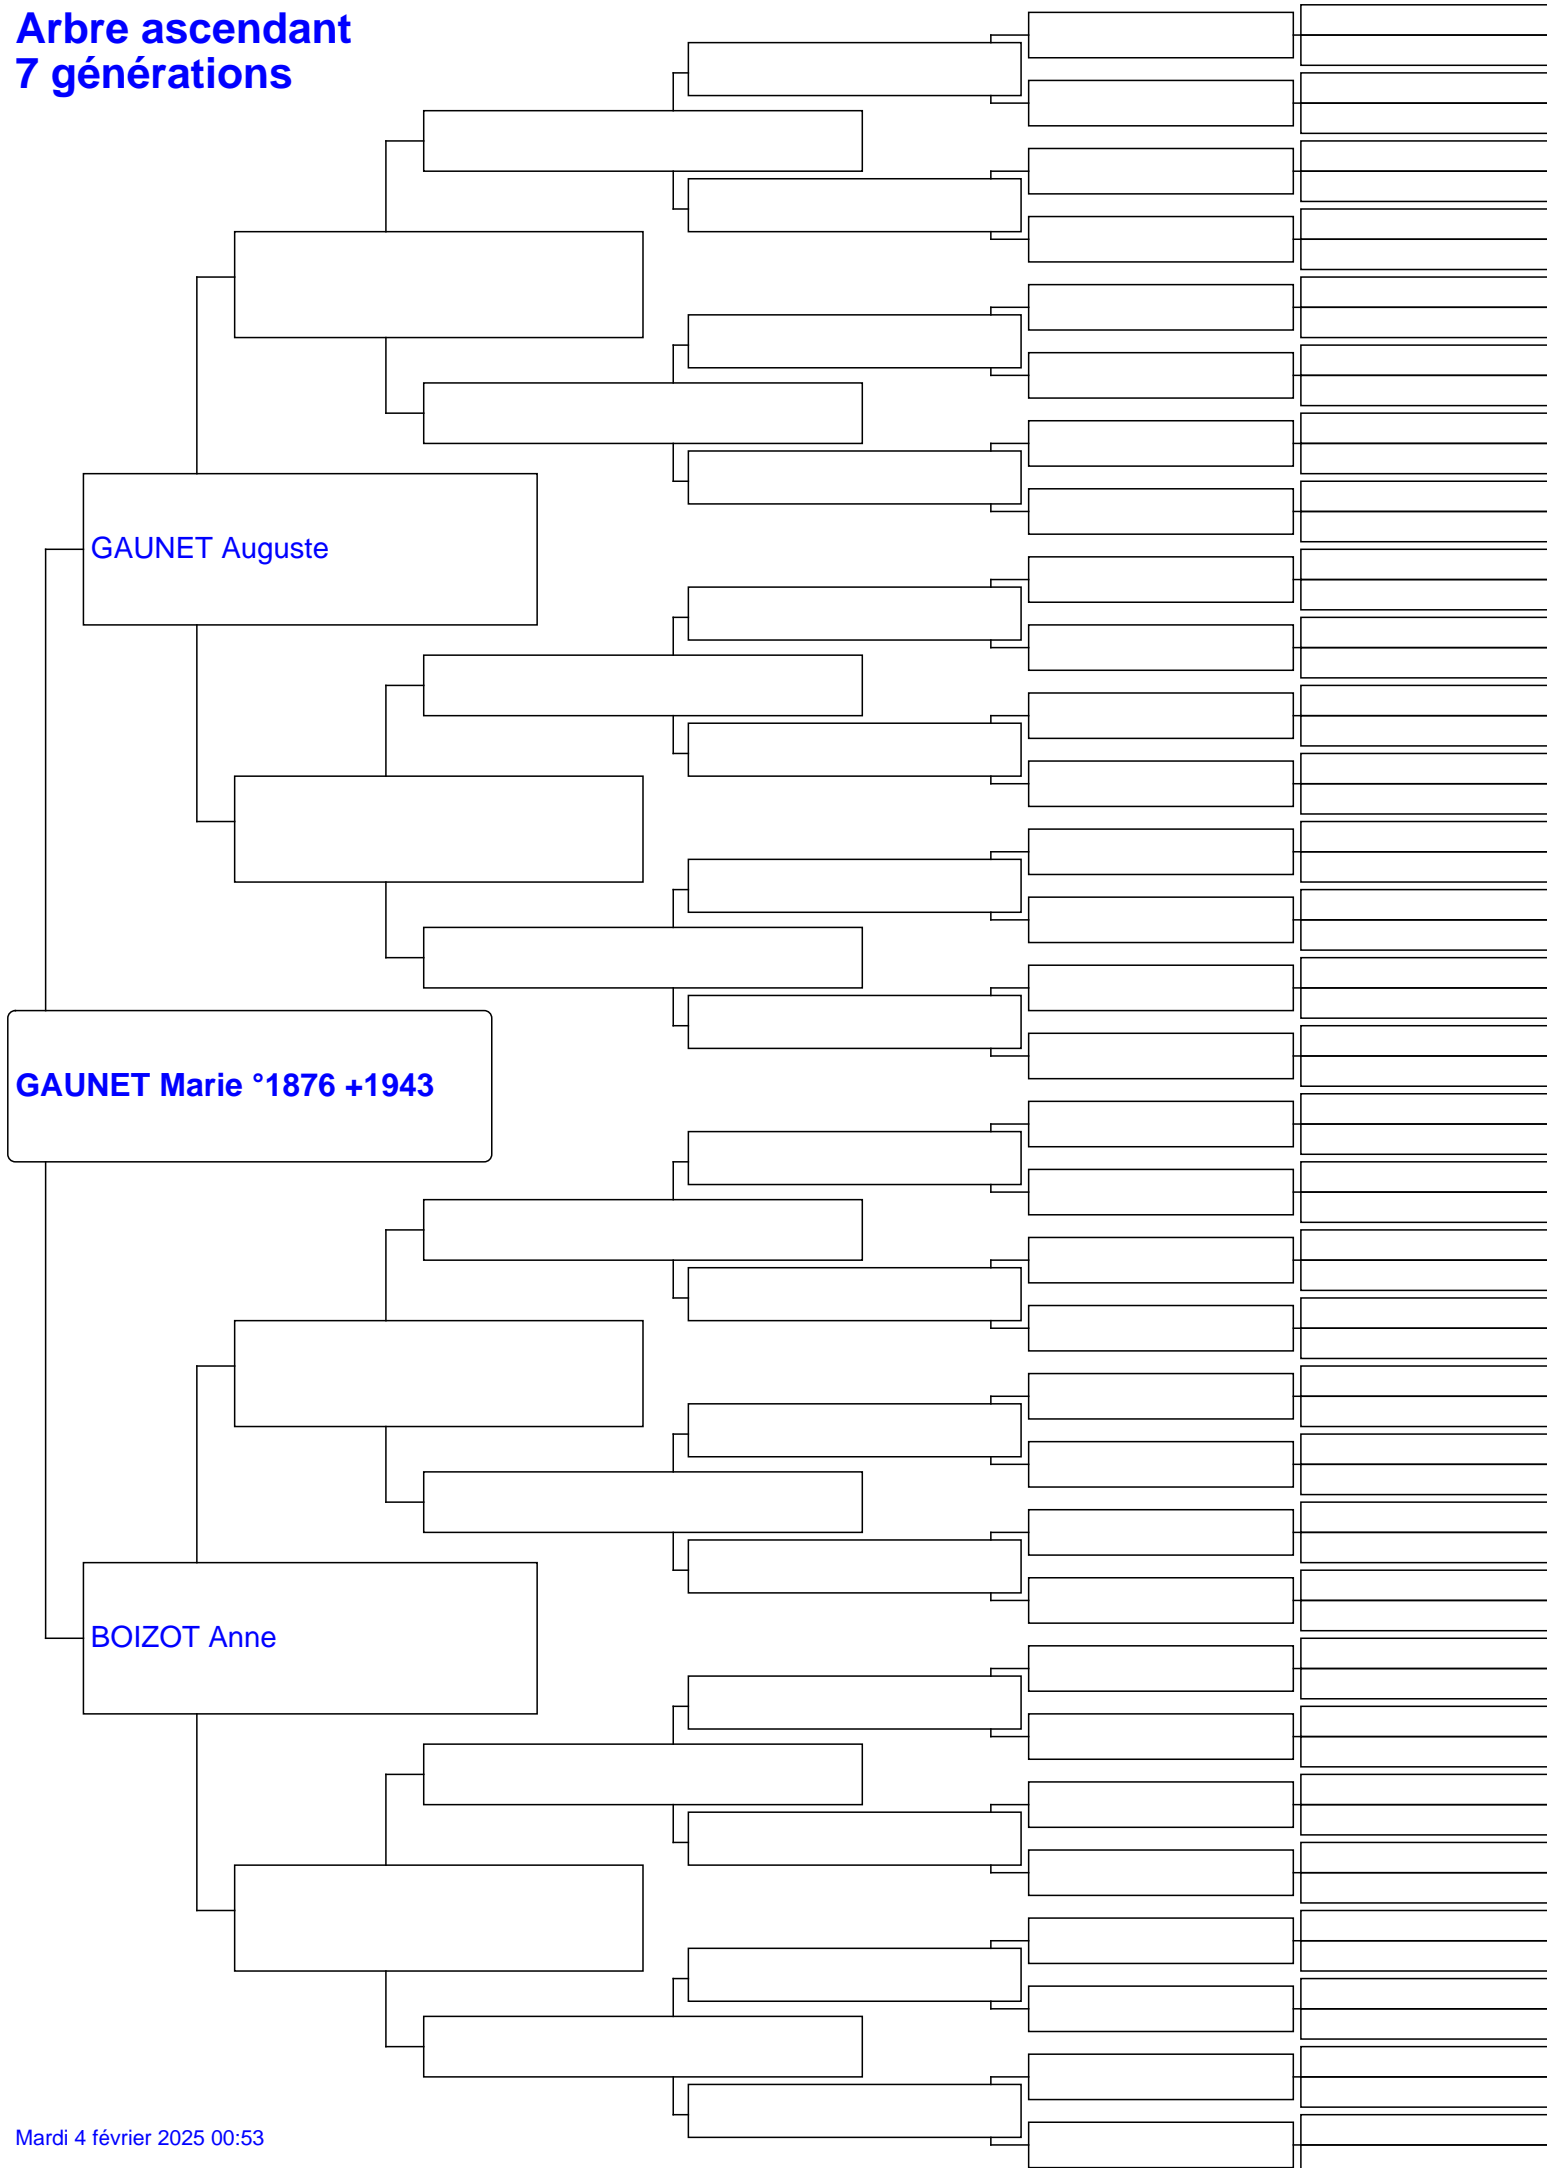 Arbre ascendant
7 générations
GAUNET Auguste
GAUNET Marie °1876 +1943
BOIZOT Anne
Mardi 4 février 2025 00:53